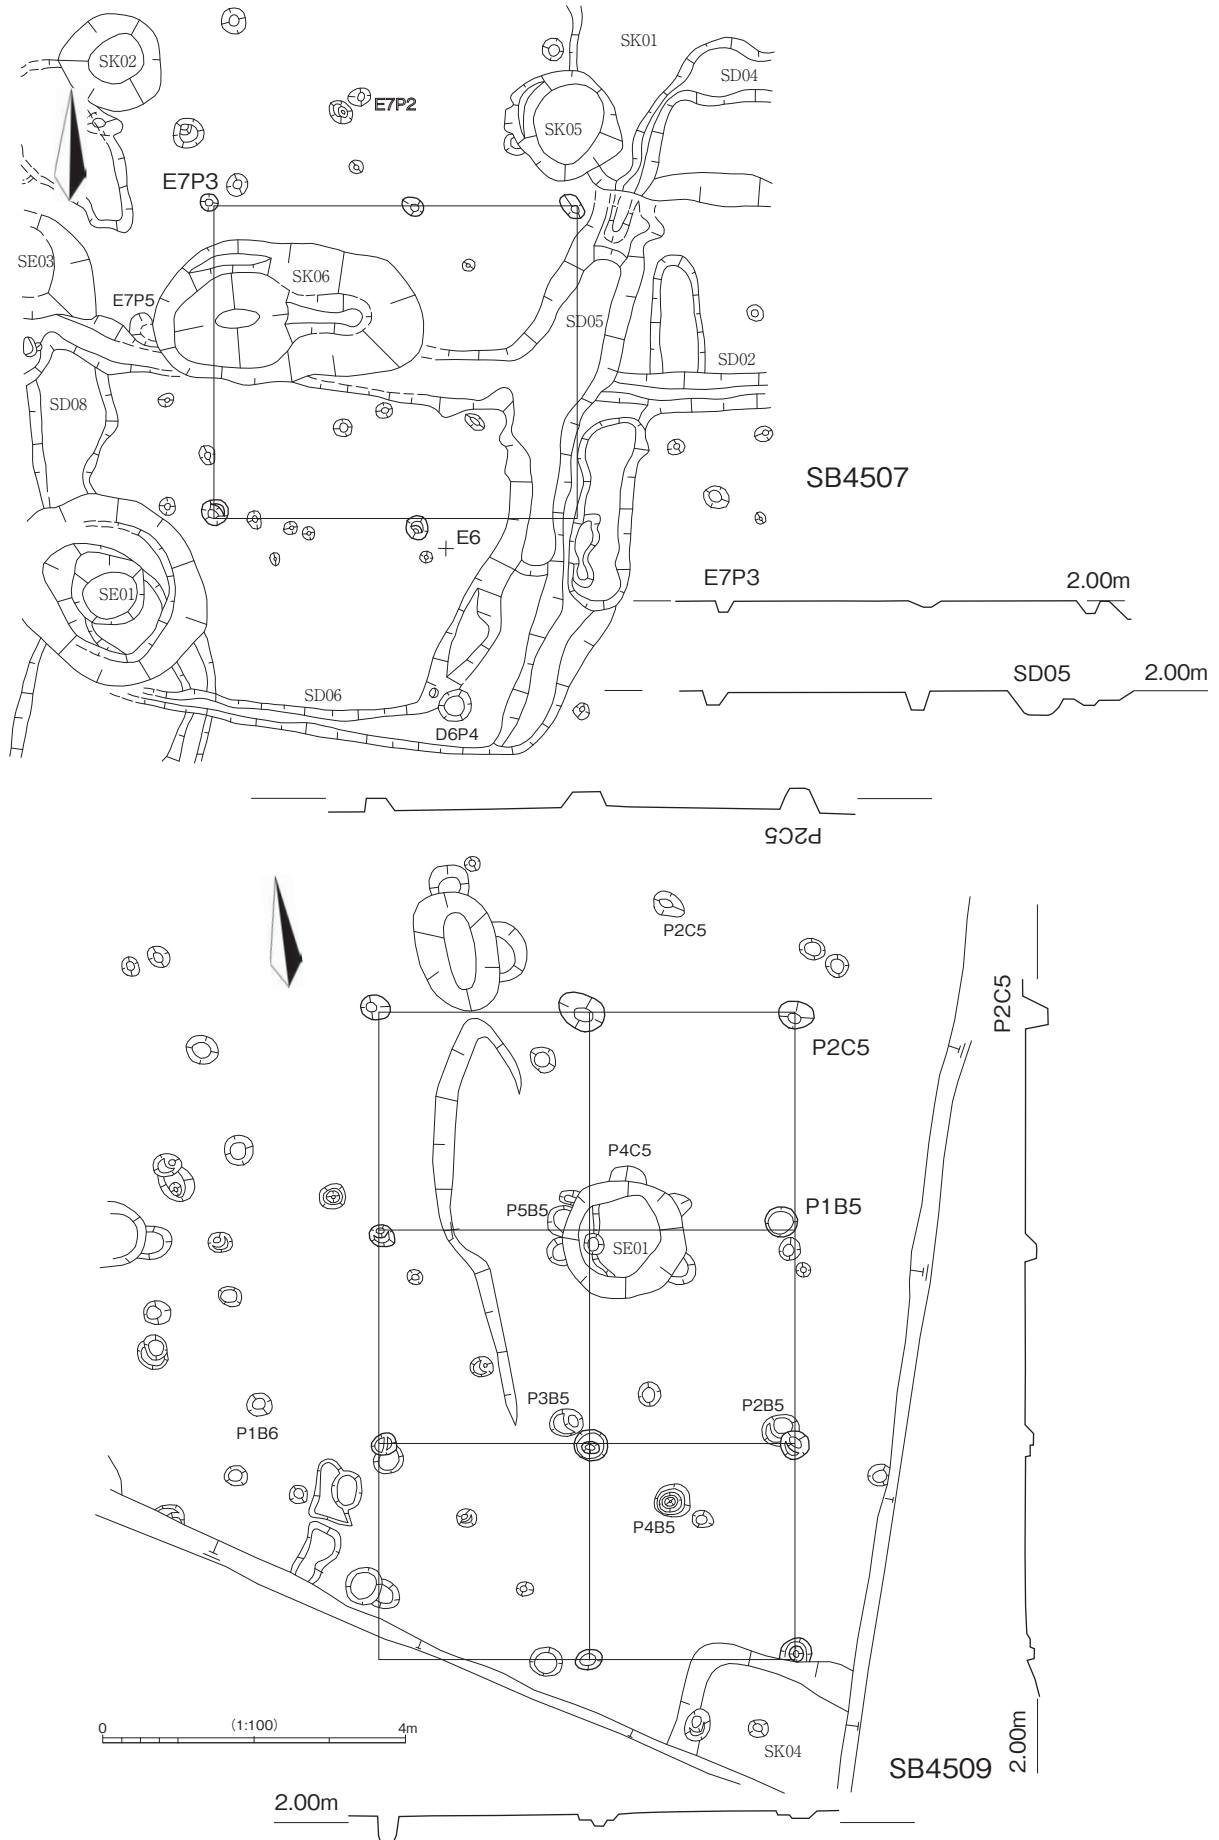 SK01
SK02
SD04
E7P2
SK05
E7P3
SE03
SK06
E7P5
SD05
SD02
SD08
SB4507
E6
E7P3
2.00m
SE01
SD05
2.00m
SD06
D6P4
P2C5
P2C5
P2C5
P2C5
P4C5
P5B5
P1B5
SE01
P3B5
P2B5
P1B6
P4B5
0
(1:100)
4m
SK04
SB4509
2.00m
2.00m